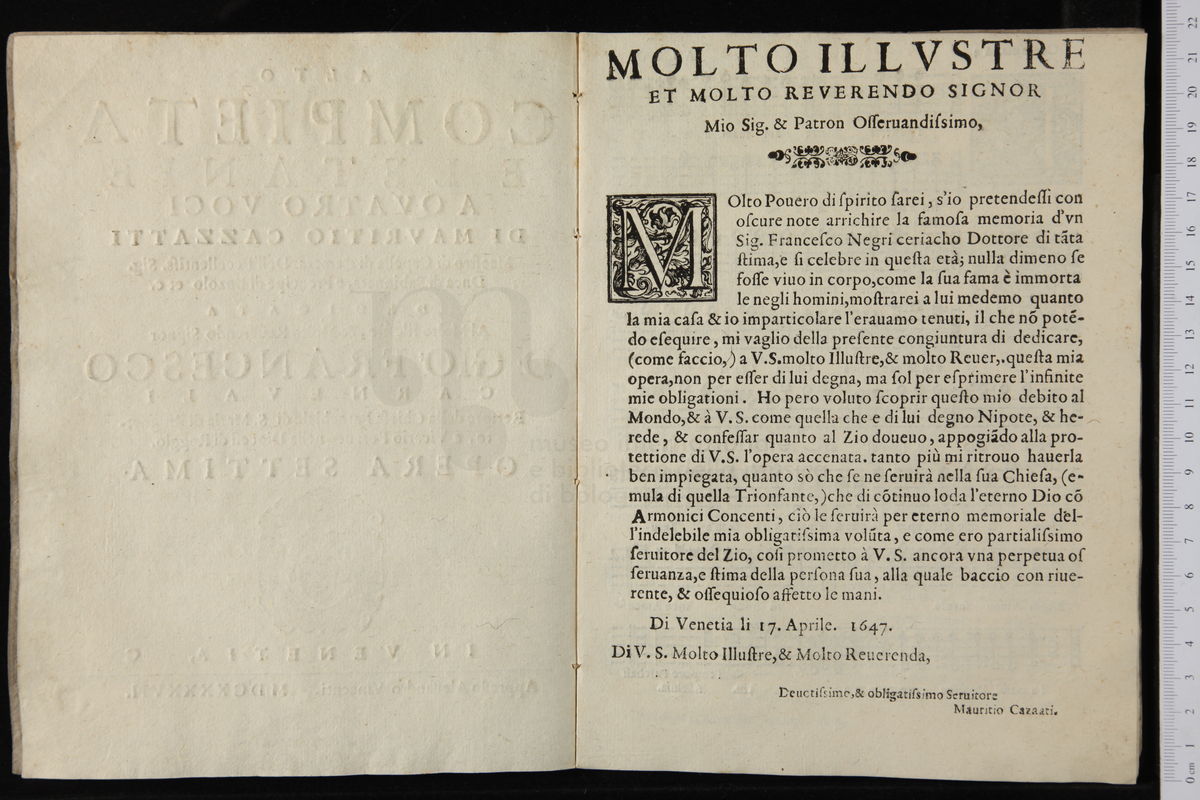 MOLTO ILLVSTRE
ET MOLTO REVERENDO SIGNOR
Mio Sig. & Patron Oſſeruandiſsimo,
MOlto Pouero di ſpirito ſarei, s'io pretendeſſi con
oſcure note arrichire la famoſa memoria d'vn
Sig. Franceſco Negri ceriacho Dottore di tãta
ſtima,e ſi celebre in queſta età; nulla dimeno ſe
foſſe viuo in corpo,come la ſua fama è immorta
le negli homini,moſtrarei a lui medemo quanto
la mia caſa & io imparticolare l'erauamo tenuti, il che nõ potẽ-
do eſequire, mi vaglio della preſente congiuntura di dedicare,
(come faccio,) a V.S.molto Illuſtre,& molto Reuer,.queſta mia
opera,non per eſſer di lui degna, ma ſol per eſprimere l'infinite
mie obligationi. Ho pero voluto ſcoprir queſto mio debito al
Mondo,& à V. S. come quella che e di lui degno Nipote, & he-
rede, & confeſſar quanto al Zio doueuo, appogiãdo alla pro-
tettione di V.S. l'opera accenata. tanto più mi ritrouo hauerla
ben impiegata, quanto sò che ſe ne ſeruirà nella ſua Chieſa, (e-
mula di quella Trionfante,)che di cõtinuo loda l'eterno Dio cõ
Armonici Concenti, ciò le ſeruirà per eterno memoriale del-
l'indelebile mia obligatiſsima volũta, e come ero partialiſsimo
ſeruitore del Zio, coſi prometto à V. S. ancora vna perpetua oſ
ſeruanza,e ſtima della perſona ſua, alla quale baccio con riue-
rente, & oſſequioſo affetto le mani.
Di Venetia li 17. Aprile. 1647.
Di V. S. Molto Illuſtre,& Molto Reuerenda,
Deuotiſsimo,& obligatiſsimo Seruitore
Mauritio Cazaati.